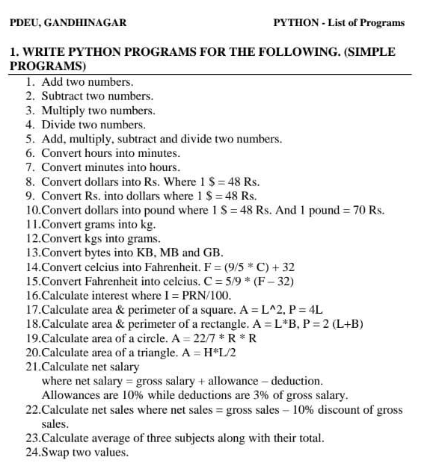 PDEU, GANDHINAGAR PYTHON - List of Programs
1. WRITE PYTHON PROGRAMS FOR THE FOLLOWING. (SIMPLE
PROGRAMS)
1. Add two numbers.
2. Subtract two numbers.
3. Multiply two numbers.
4. Divide two numbers.
5. Add, multiply, subtract and divide two numbers.
6. Convert hours into minutes.
7. Convert minutes into hours.
8. Convert dollars into Rs. Where 1 $ = 48 Rs.
9. Convert Rs. into dollars where 1 $ = 48 Rs.
10.Convert dollars into pound where 1 $ = 48 Rs. And 1 pound = 70 Rs.
11.Convert grams into kg.
12.Convert kgs into grams.
13.Convert bytes into KB, MB and GB.
14.Convert celcius into Fahrenheit. F = (9/5 * C) + 32
15.Convert Fahrenheit into celcius. C = 5/9 * (F – 32)
16.Calculate interest where I = PRN/100.
17.Calculate area & perimeter of a square. A = L^2, P = 4L
18.Calculate area & perimeter of a rectangle. A = L*B, P = 2 (L+B)
19.Calculate area of a circle. A = 22/7 * R * R
20.Calculate area of a triangle. A = H*L/2
21.Calculate net salary
where net salary = gross salary + allowance – deduction.
Allowances are 10% while deductions are 3% of gross salary.
22.Calculate net sales where net sales = gross sales – 10% discount of gross
sales.
23.Calculate average of three subjects along with their total.
24.Swap two values.